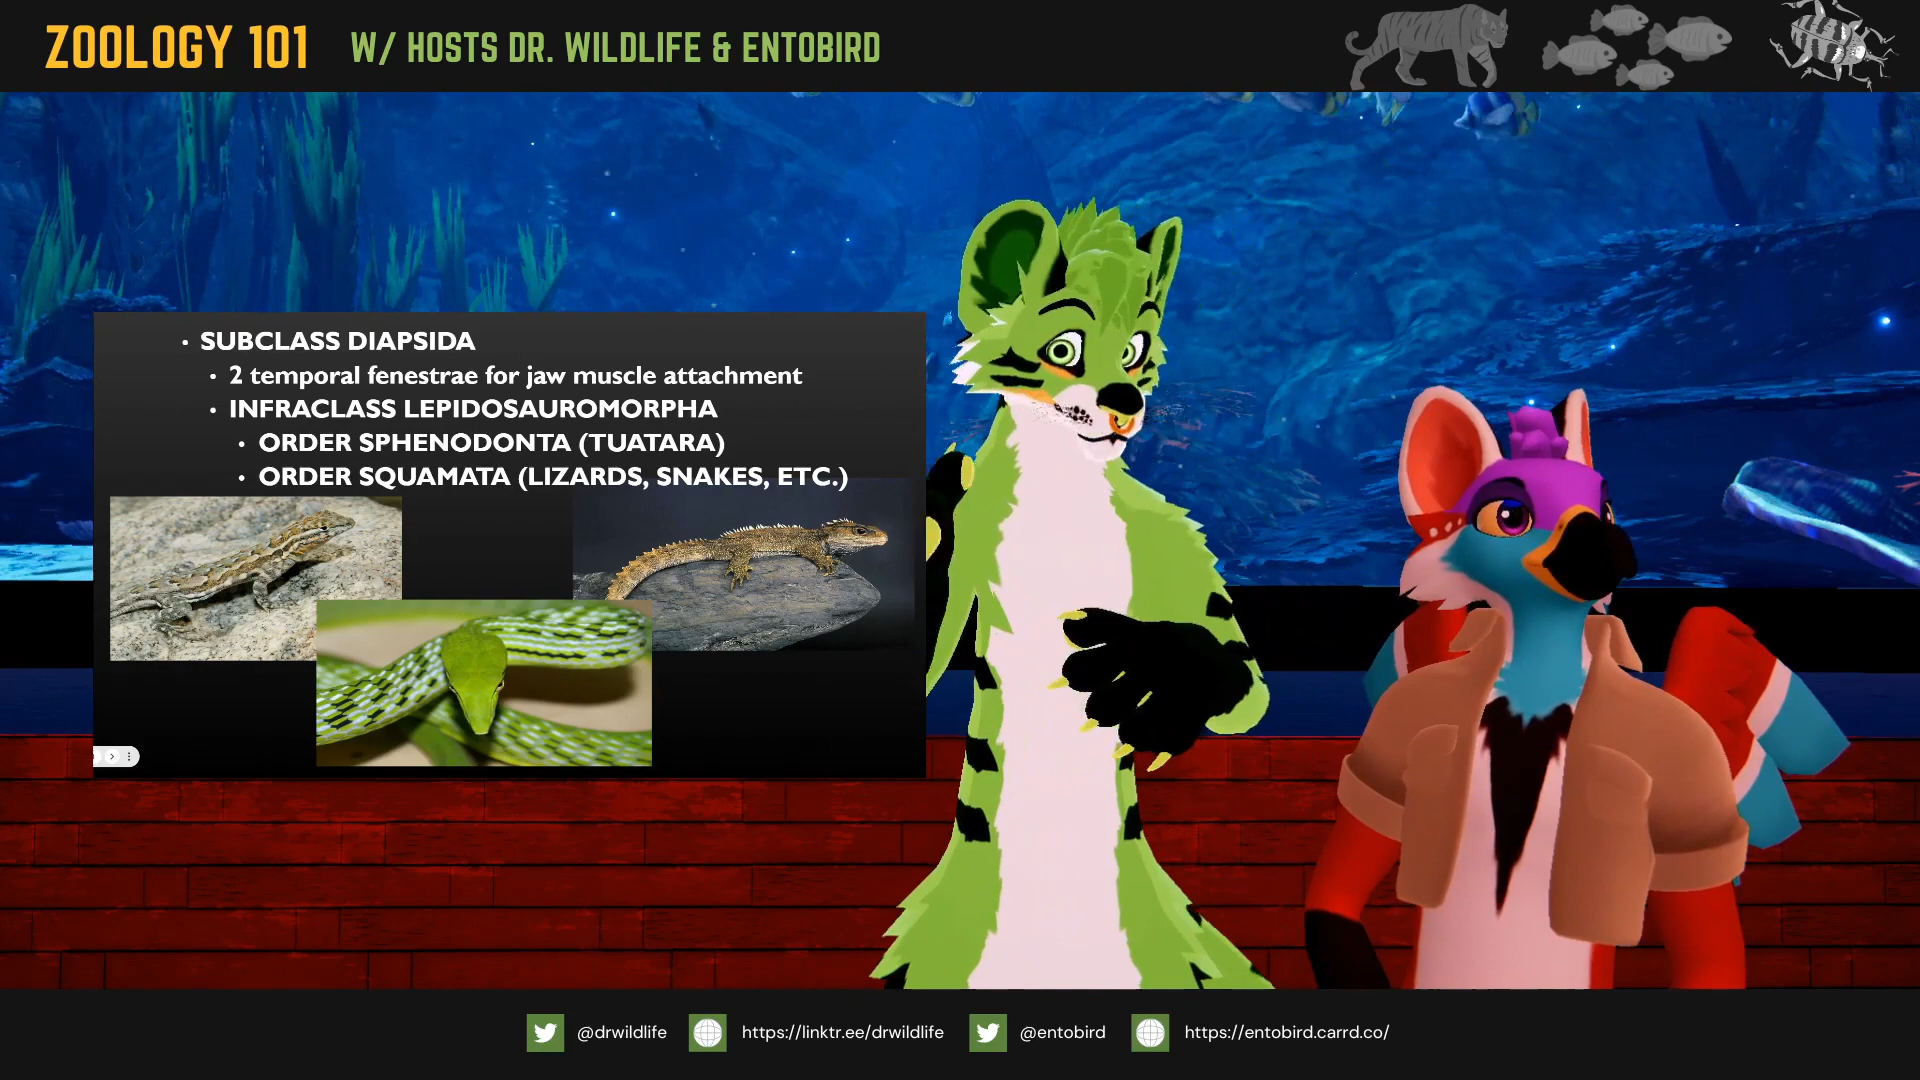 ZOOLOGY 101
W/ HOSTS DR. WILDLIFE & ENTOBIRD
• SUBCLASS DIAPSIDA
• 2 temporal fenestrae for jaw muscle attachment
• INFRACLASS LEPIDOSAUROMORPHA
• ORDER SPHENODONTA (TUATARA)
• ORDER SQUAMATA (LIZARDS, SNAKES, ETC.)
@drwildlife
https://linktr.ee/drwildlife
@entobird
https://entobird.carrd.co/